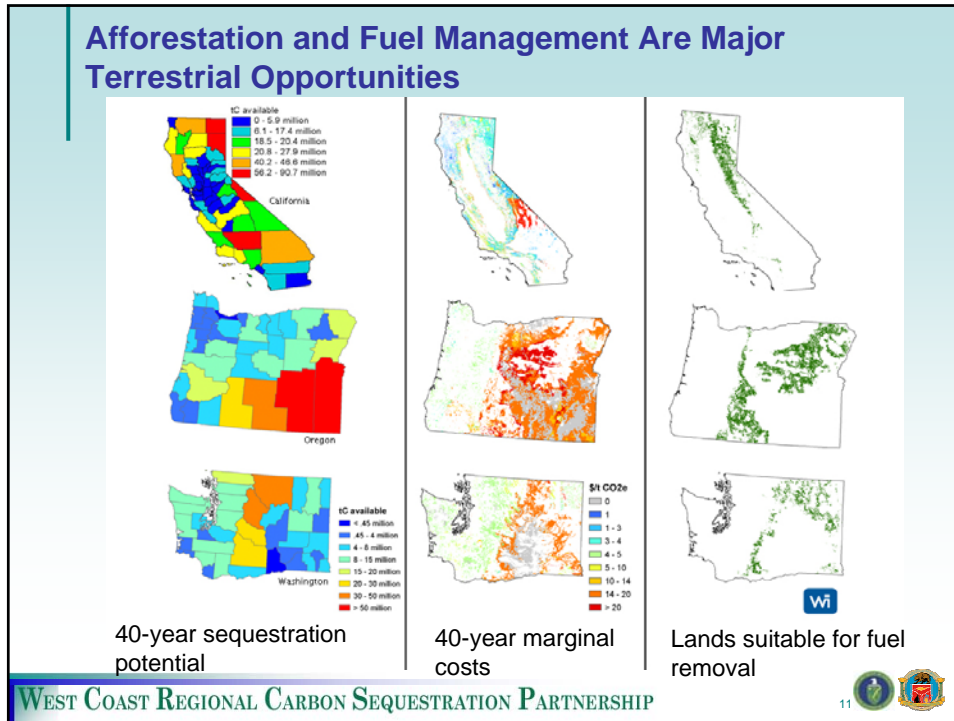 Afforestation and Fuel Management Are Major
Terrestrial Opportunities
tC available
0 - 5.9 million
6.1 - 17.4 million
18.5 - 20.4 million
20.8 - 27.9 million
40.2 - 46.6 million
56.2 - 90.7 million
California
Oregon
tC available
< .45 million
.45 - 4 million
4 - 8 million
8 - 15 million
15 - 20 million
20 - 30 million
30 - 50 million
> 50 million
Washington
$/t CO2e
0
1
1 - 3
3 - 4
4 - 5
5 - 10
10 - 14
14 - 20
> 20
Wi
40-year sequestration
potential
40-year marginal
costs
Lands suitable for fuel
removal
WEST COAST REGIONAL CARBON SEQUESTRATION PARTNERSHIP
11